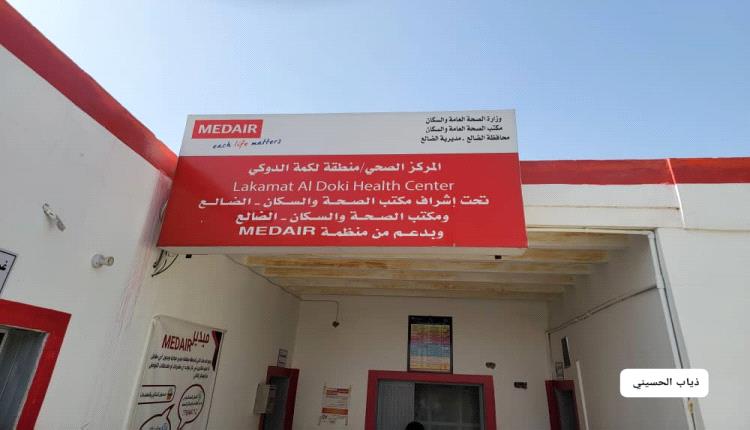 MEDAIR
each life matters
وزارة الصحة العامة والسكان
مكتب الصحة العامة والسكان
محافظة الضالع . مديرية الضالع
المركز الصحي/منطقة لكمة الدوكي
Lakamat Al Doki Health Center
تحت إشراف مكتب الصحة والسكان - الضالع
ومكتب الصحة والسكان - الضالع
وبدعم من منظمة MEDAIR
ميدير
MEDAIR
ذياب الحسيني